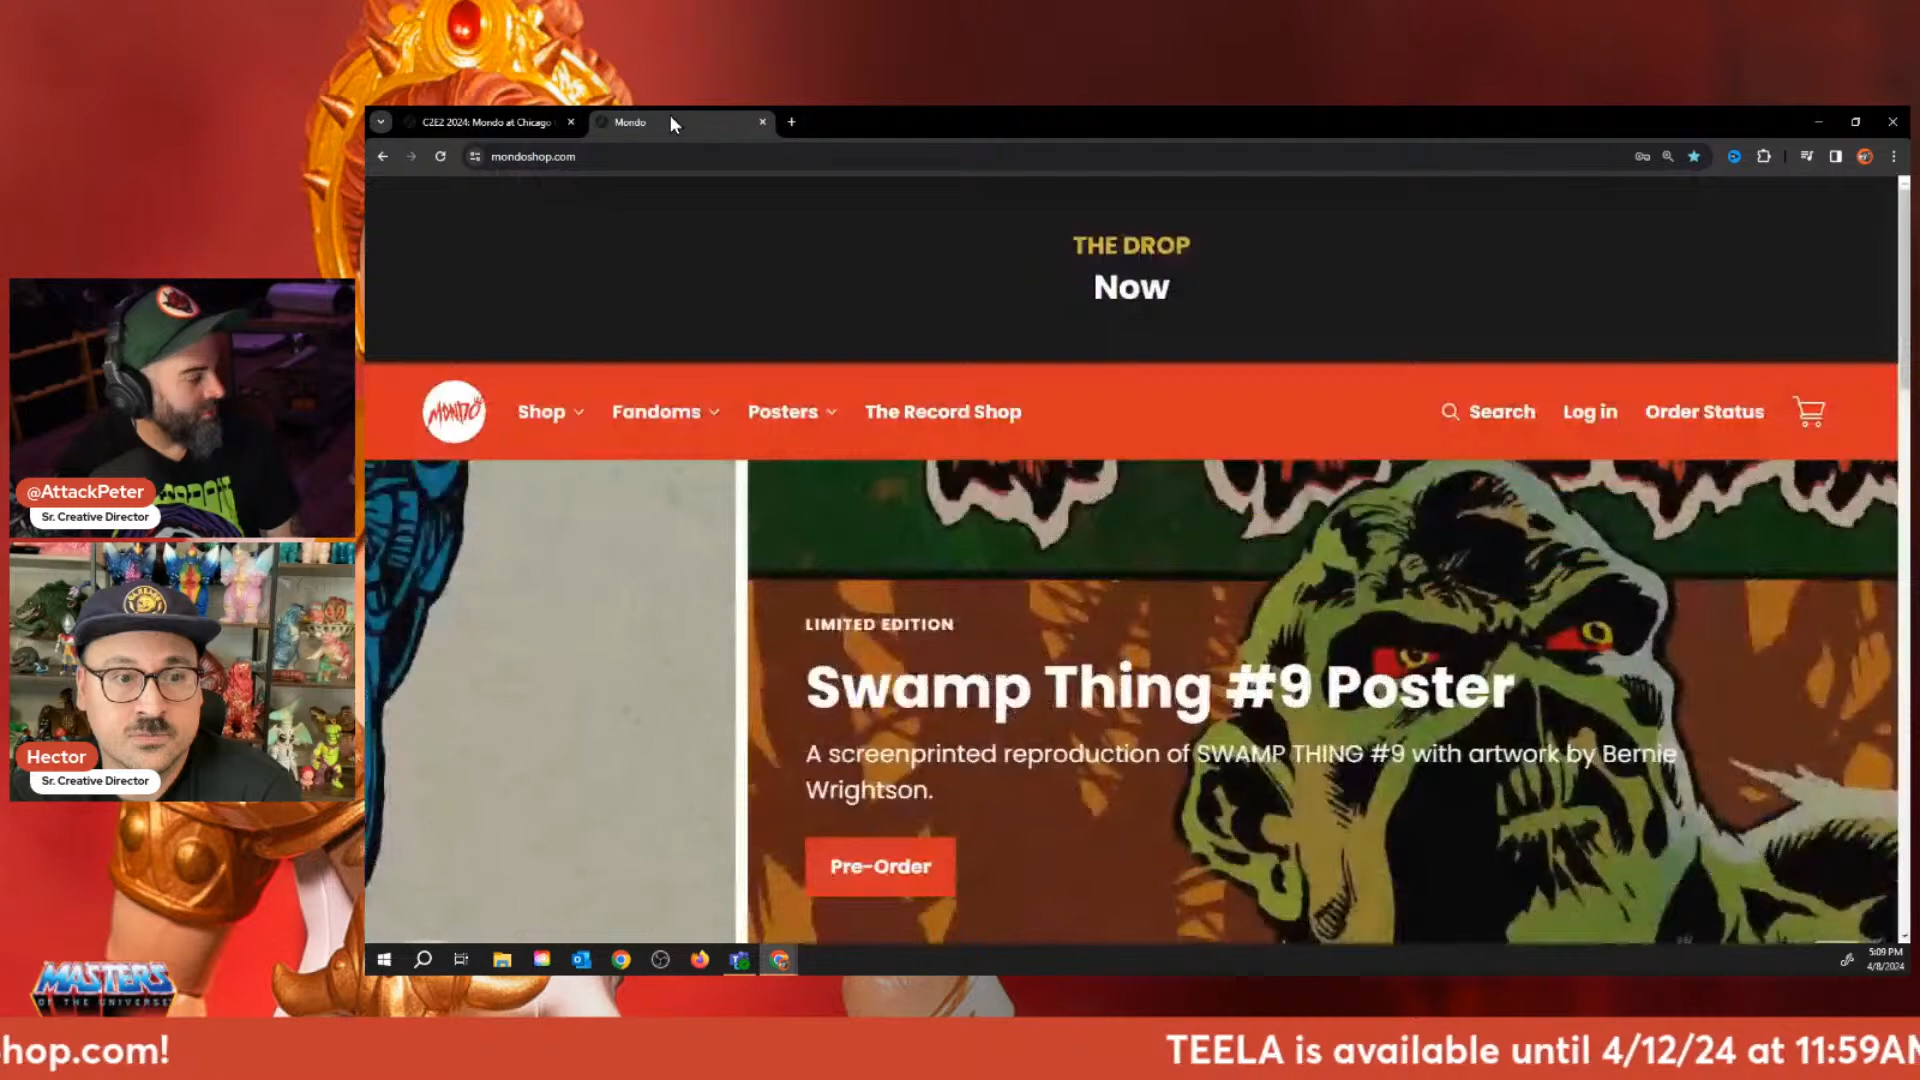 C2E2 2024: Mondo at Chicago
Mondo
mondoshop.com
THE DROP
Now
MONDO
Shop
Fandoms
Posters
The Record Shop
Search
Log in
Order Status
@AttackPeter
Sr. Creative Director
LIMITED EDITION
Swamp Thing #9 Poster
A screenprinted reproduction of SWAMP THING #9 with artwork by Bernie
Wrightson.
Pre-Order
Hector
Sr. Creative Director
5:09 PM
4/8/2024
MASTERS
OF THE UNIVERSE
hop.com!
TEELA is available until 4/12/24 at 11:59AM